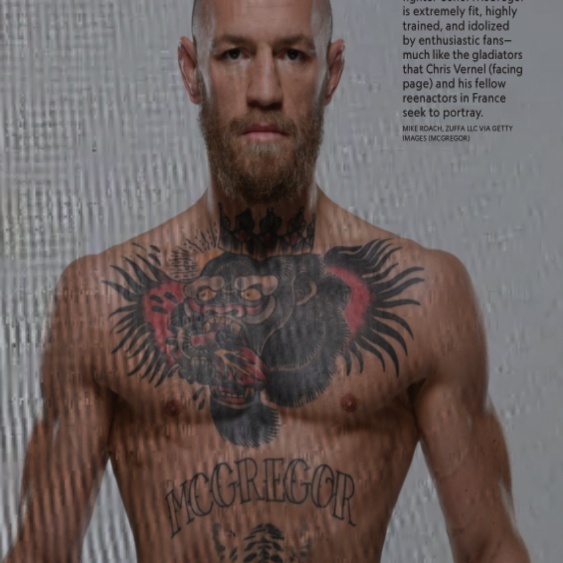 is extremely fit, highly
trained, and idolized
by enthusiastic fans—
much like the gladiators
that Chris Vernel (facing
page) and his fellow
reenactors in France
seek to portray.
MIKE ROACH, ZUFFA LLC VIA GETTY
IMAGES (MCGREGOR)
MCGREGOR